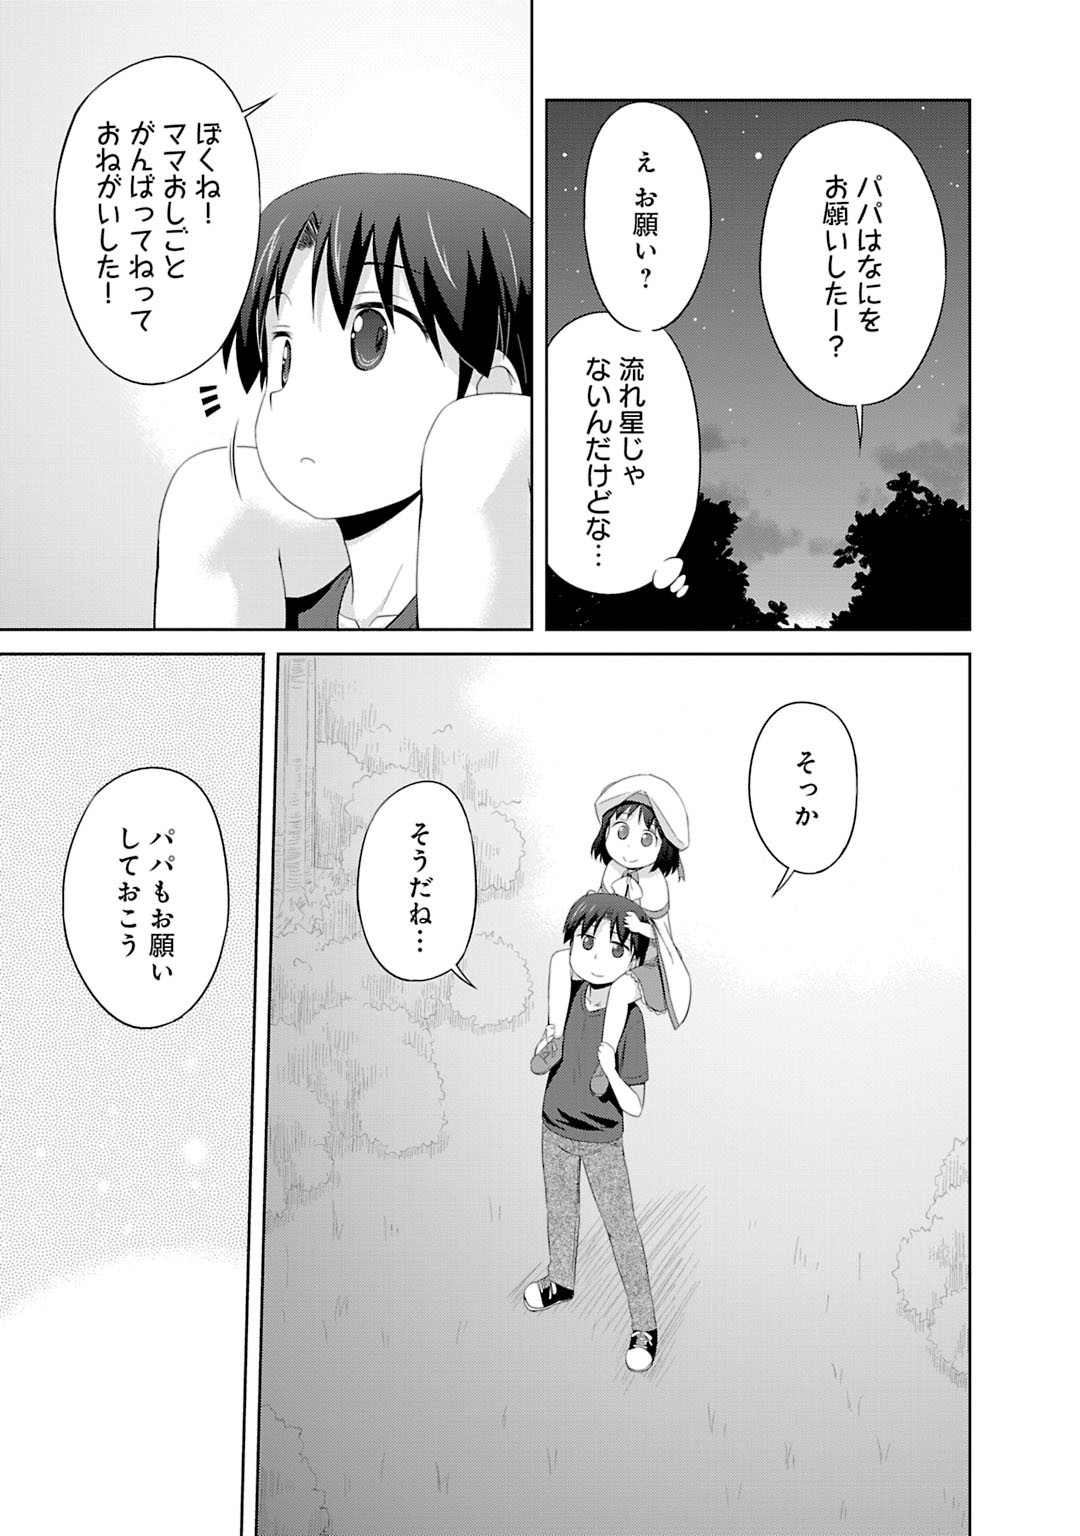 パパはなにを
お願いしたー？
え お願い？
流れ星じゃ
ないんだけどな…
ぼくね！
ママおしごと
がんばってねって
おねがいした！
そっか
そうだね…
パパもお願い
しておこう